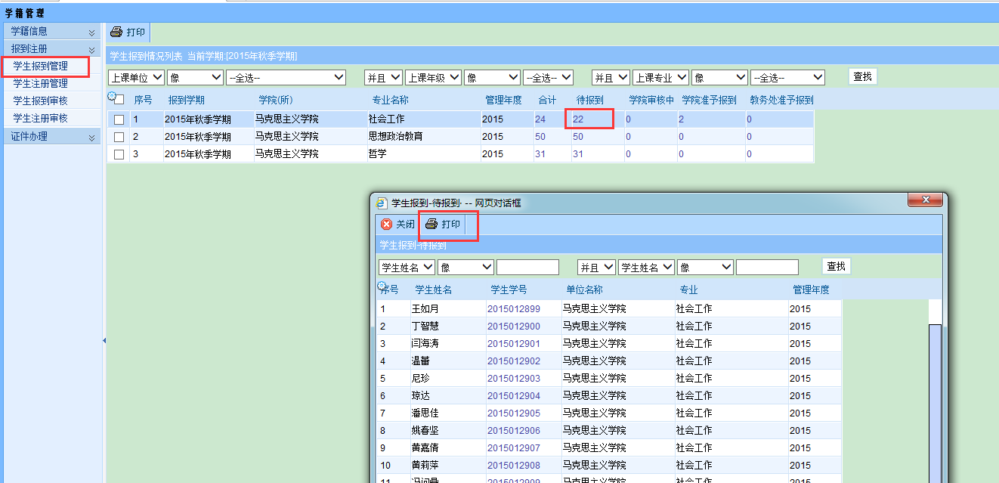 学籍管理
学籍信息
报到注册
学生报到管理
学生注册管理
学生报到审核
学生注册审核
证件办理
打印
学生报到情况列表 当前学期:[2015年秋季学期]
上课单位 像 --全选-- 并且 上课年级 像 --全选-- 并且 上课专业 像 --全选-- 查找
序号 报到学期 学院(所) 专业名称 管理年度 合计 待报到 学院审核中 学院准予报到 教务处准予报到
1 2015年秋季学期 马克思主义学院 社会工作 2015 24 22 0 2 0
2 2015年秋季学期 马克思主义学院 思想政治教育 2015 50 50 0 0 0
3 2015年秋季学期 马克思主义学院 哲学 2015 31 31 0 0 0
学生报到-待报到· -- 网页对话框
关闭 打印
学生报到-待报到
学生姓名 像 并且 学生姓名 像 查找
序号 学生姓名 学生学号 单位名称 专业 管理年度
1 王如月 2015012899 马克思主义学院 社会工作 2015
2 丁智慧 2015012900 马克思主义学院 社会工作 2015
3 闫海涛 2015012901 马克思主义学院 社会工作 2015
4 温蕾 2015012902 马克思主义学院 社会工作 2015
5 尼珍 2015012903 马克思主义学院 社会工作 2015
6 琼达 2015012904 马克思主义学院 社会工作 2015
7 潘思佳 2015012905 马克思主义学院 社会工作 2015
8 姚春坚 2015012906 马克思主义学院 社会工作 2015
9 黄嘉倩 2015012907 马克思主义学院 社会工作 2015
10 黄莉萍 2015012908 马克思主义学院 社会工作 2015
11 2015012909 马克思主义学院 社会工作 2015